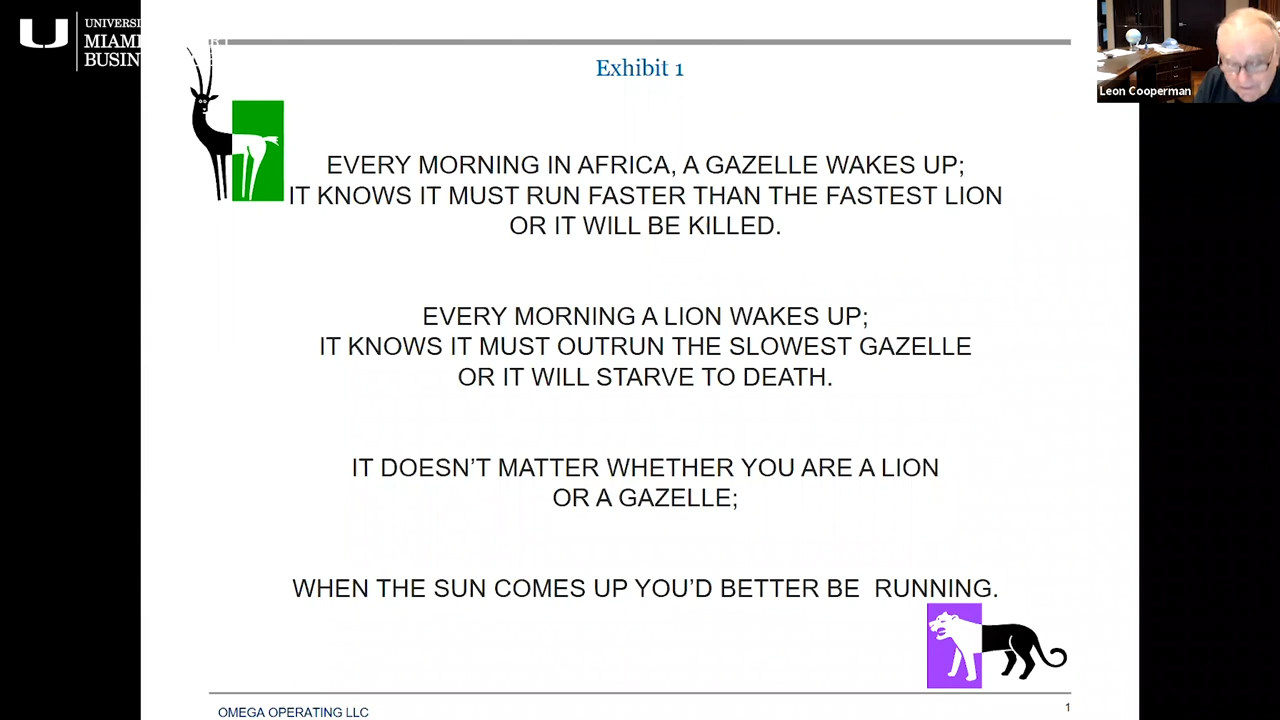 UNIVERSI
MIAMI
BUSIN
Exhibit 1
Leon Cooperman
EVERY MORNING IN AFRICA, A GAZELLE WAKES UP;
IT KNOWS IT MUST RUN FASTER THAN THE FASTEST LION
OR IT WILL BE KILLED.
EVERY MORNING A LION WAKES UP;
IT KNOWS IT MUST OUTRUN THE SLOWEST GAZELLE
OR IT WILL STARVE TO DEATH.
IT DOESN'T MATTER WHETHER YOU ARE A LION
OR A GAZELLE;
WHEN THE SUN COMES UP YOU'D BETTER BE RUNNING.
OMEGA OPERATING LLC
1